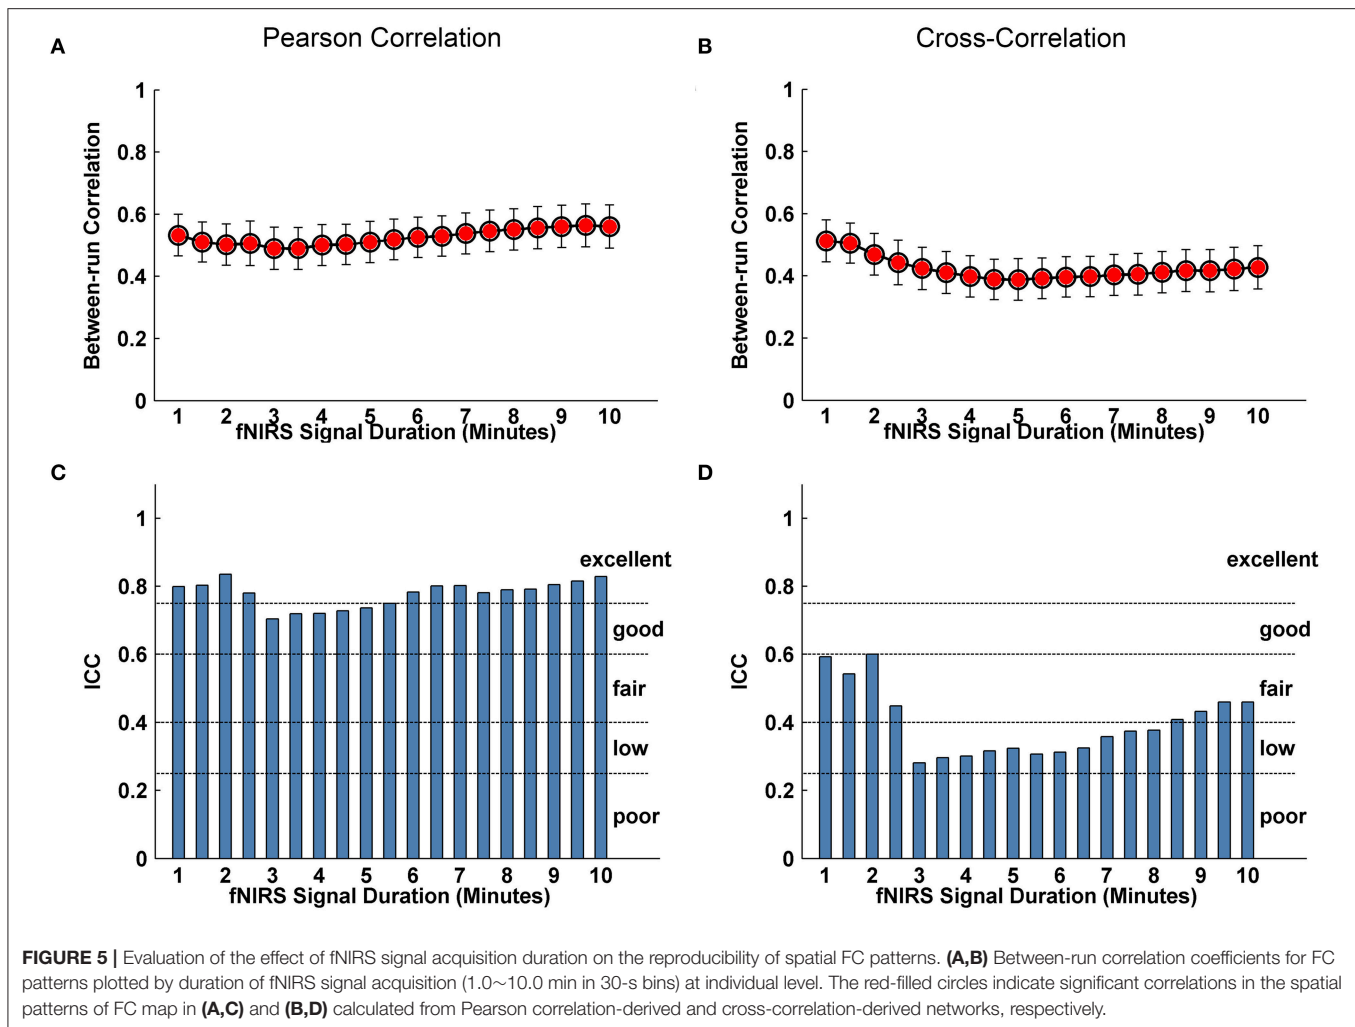 A
Pearson Correlation
1
0.8
0.6
0.4
0.2
0
Between-run Correlation
1 2 3 4 5 6 7 8 9 10
fNIRS Signal Duration (Minutes)
B
Cross-Correlation
1
0.8
0.6
0.4
0.2
0
Between-run Correlation
1 2 3 4 5 6 7 8 9 10
fNIRS Signal Duration (Minutes)
C
1
0.8
0.6
0.4
0.2
0
ICC
excellent
good
fair
low
poor
1 2 3 4 5 6 7 8 9 10
fNIRS Signal Duration (Minutes)
D
1
0.8
0.6
0.4
0.2
0
ICC
excellent
good
fair
low
poor
1 2 3 4 5 6 7 8 9 10
fNIRS Signal Duration (Minutes)
FIGURE 5 | Evaluation of the effect of fNIRS signal acquisition duration on the reproducibility of spatial FC patterns. (A,B) Between-run correlation coefficients for FC
patterns plotted by duration of fNIRS signal acquisition (1.0~10.0 min in 30-s bins) at individual level. The red-filled circles indicate significant correlations in the spatial
patterns of FC map in (A,C) and (B,D) calculated from Pearson correlation-derived and cross-correlation-derived networks, respectively.